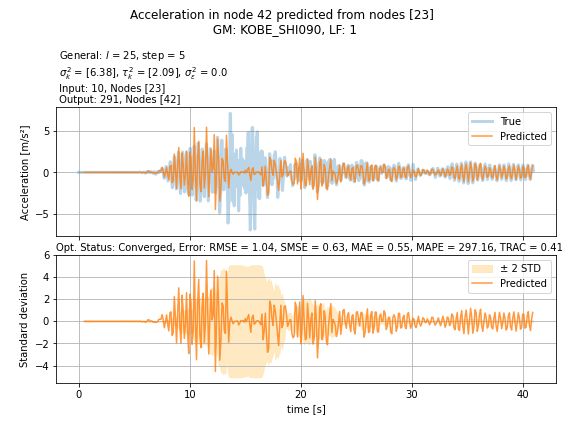 Acceleration in node 42 predicted from nodes [23]
GM: KOBE_SHI090, LF: 1
General: l = 25, step = 5
σ²ₖ = [6.38], τ²ₖ = [2.09], σ²ε = 0.0
Input: 10, Nodes [23]
Output: 291, Nodes [42]
Acceleration [m/s²]
5
0
−5
True
Predicted
Opt. Status: Converged, Error: RMSE = 1.04, SMSE = 0.63, MAE = 0.55, MAPE = 297.16, TRAC = 0.41
Standard deviation
6
4
2
0
−2
−4
± 2 STD
Predicted
0 10 20 30 40
time [s]